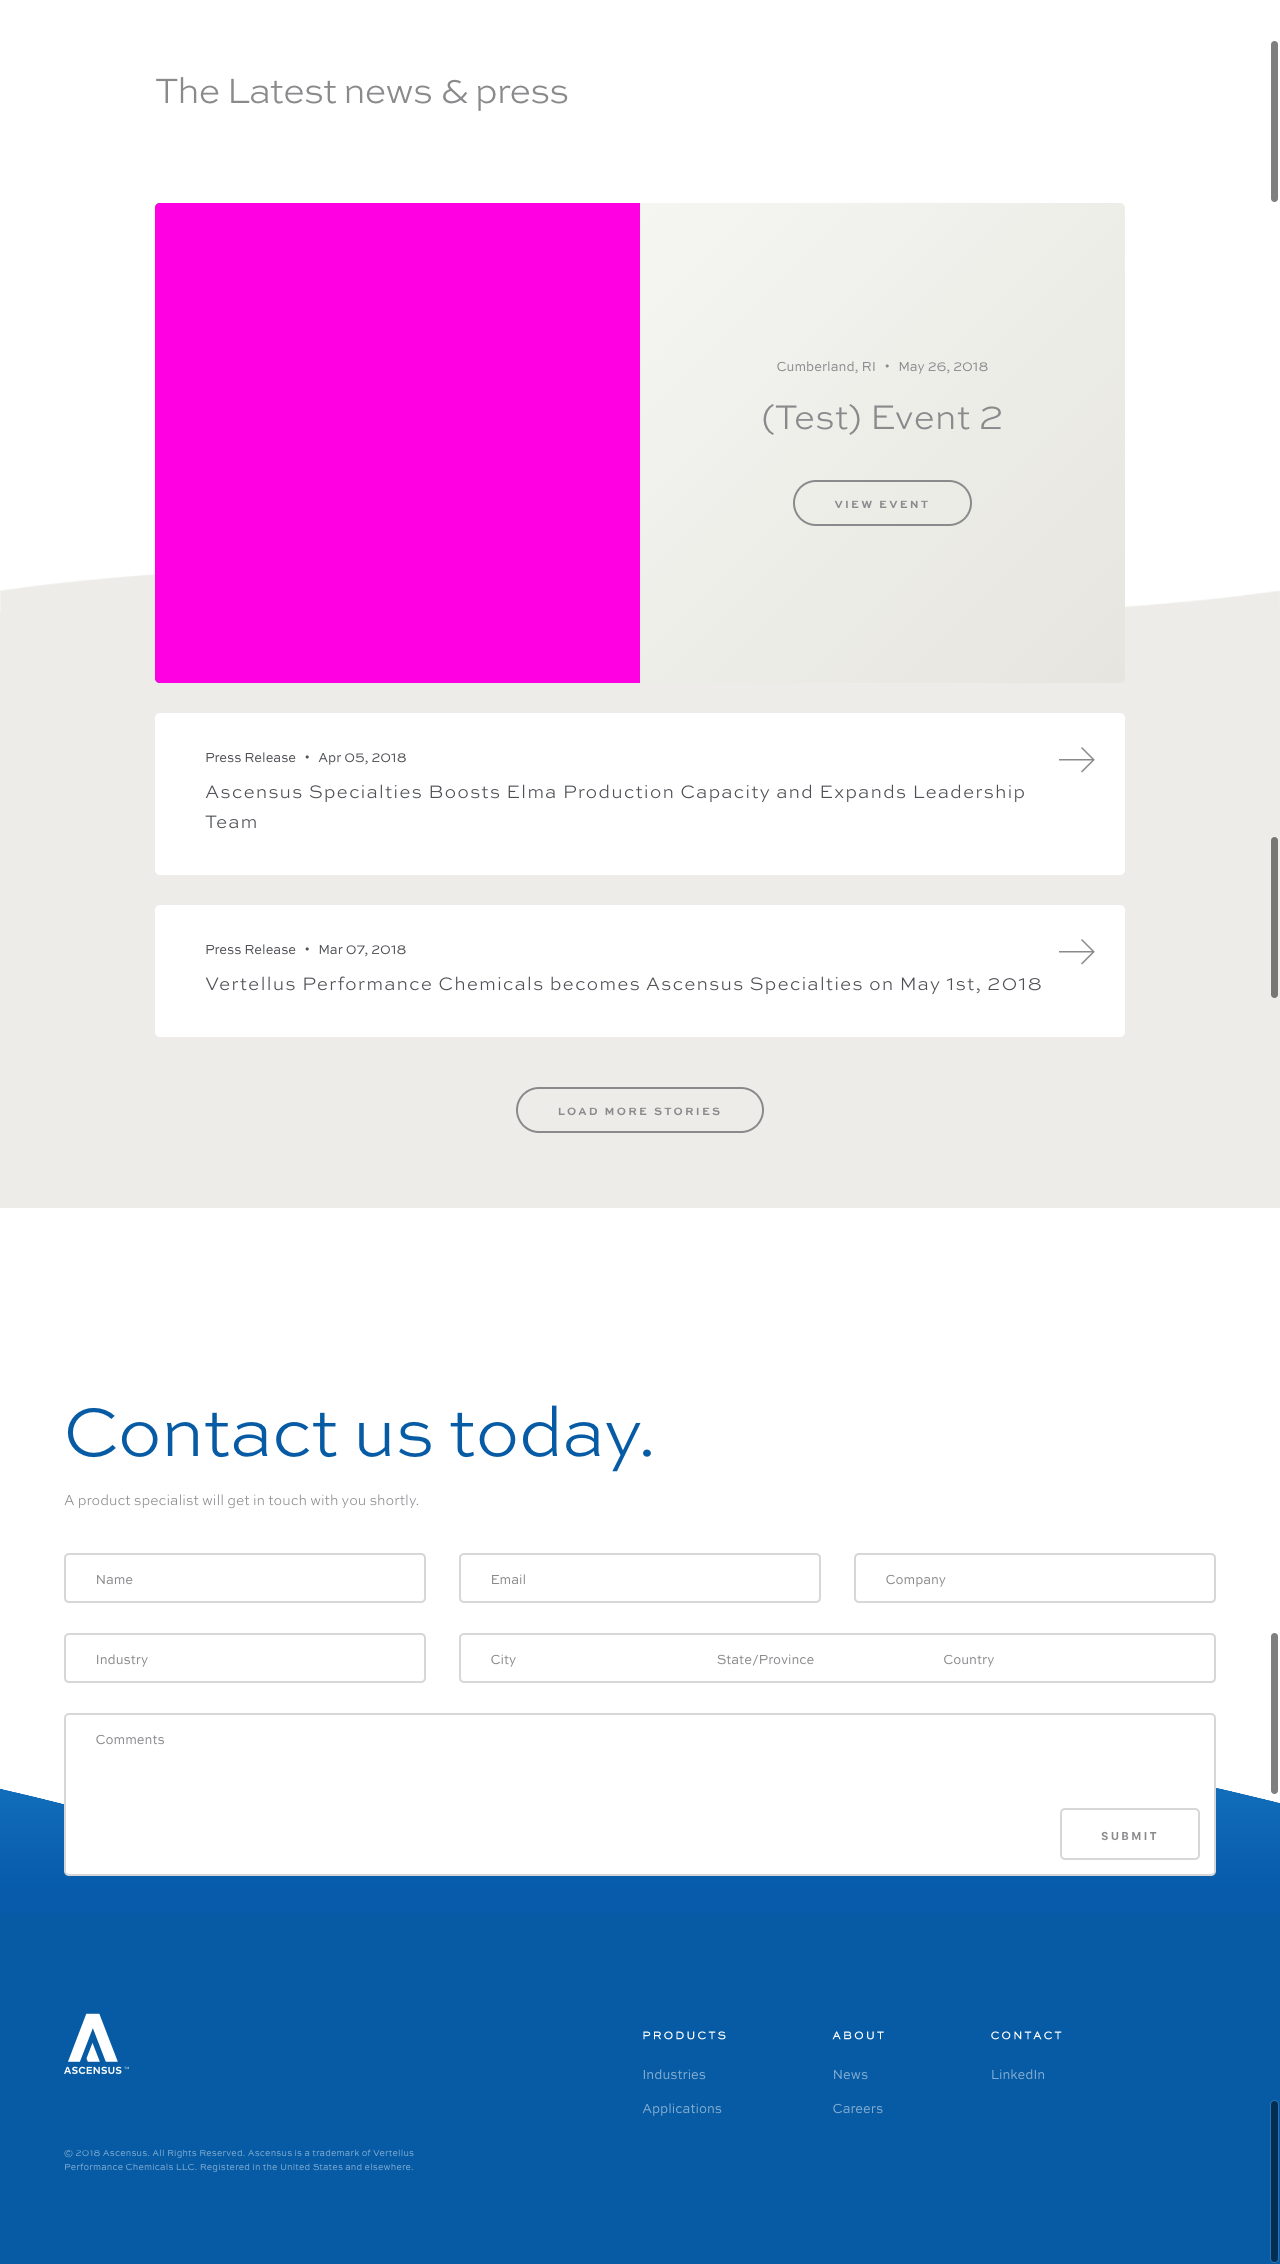 The Latest news & press
Cumberland, RI • May 26, 2018
(Test) Event 2
VIEW EVENT
Press Release • Apr 05, 2018
Ascensus Specialties Boosts Elma Production Capacity and Expands Leadership
Team
Press Release • Mar 07, 2018
Vertellus Performance Chemicals becomes Ascensus Specialties on May 1st, 2018
LOAD MORE STORIES
Contact us today.
A product specialist will get in touch with you shortly.
Name Email Company
Industry City State/Province Country
Comments
SUBMIT
ASCENSUS™
PRODUCTS ABOUT CONTACT
Industries News LinkedIn
Applications Careers
© 2018 Ascensus. All Rights Reserved. Ascensus is a trademark of Vertellus
Performance Chemicals LLC. Registered in the United States and elsewhere.